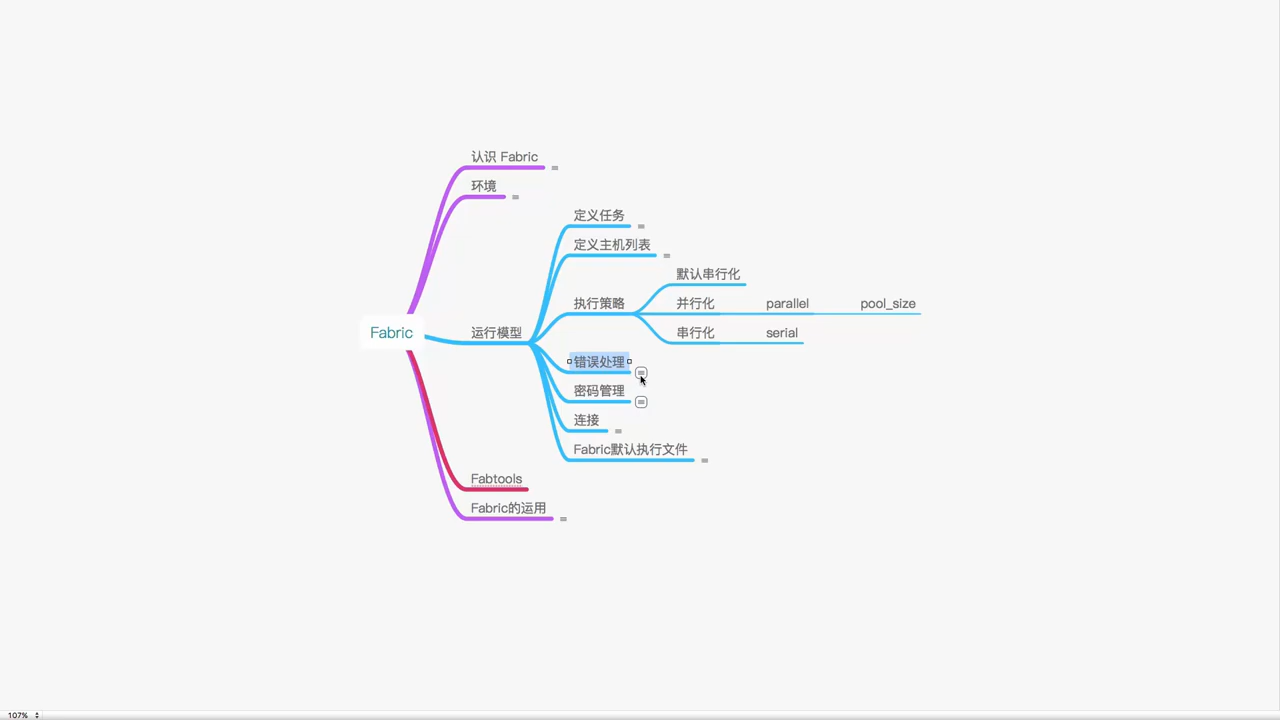 认识 Fabric
环境
定义任务
定义主机列表
默认串行化
执行策略
并行化
parallel
pool_size
Fabric
运行模型
串行化
serial
错误处理
密码管理
连接
Fabric默认执行文件
Fabtools
Fabric的运用
107%